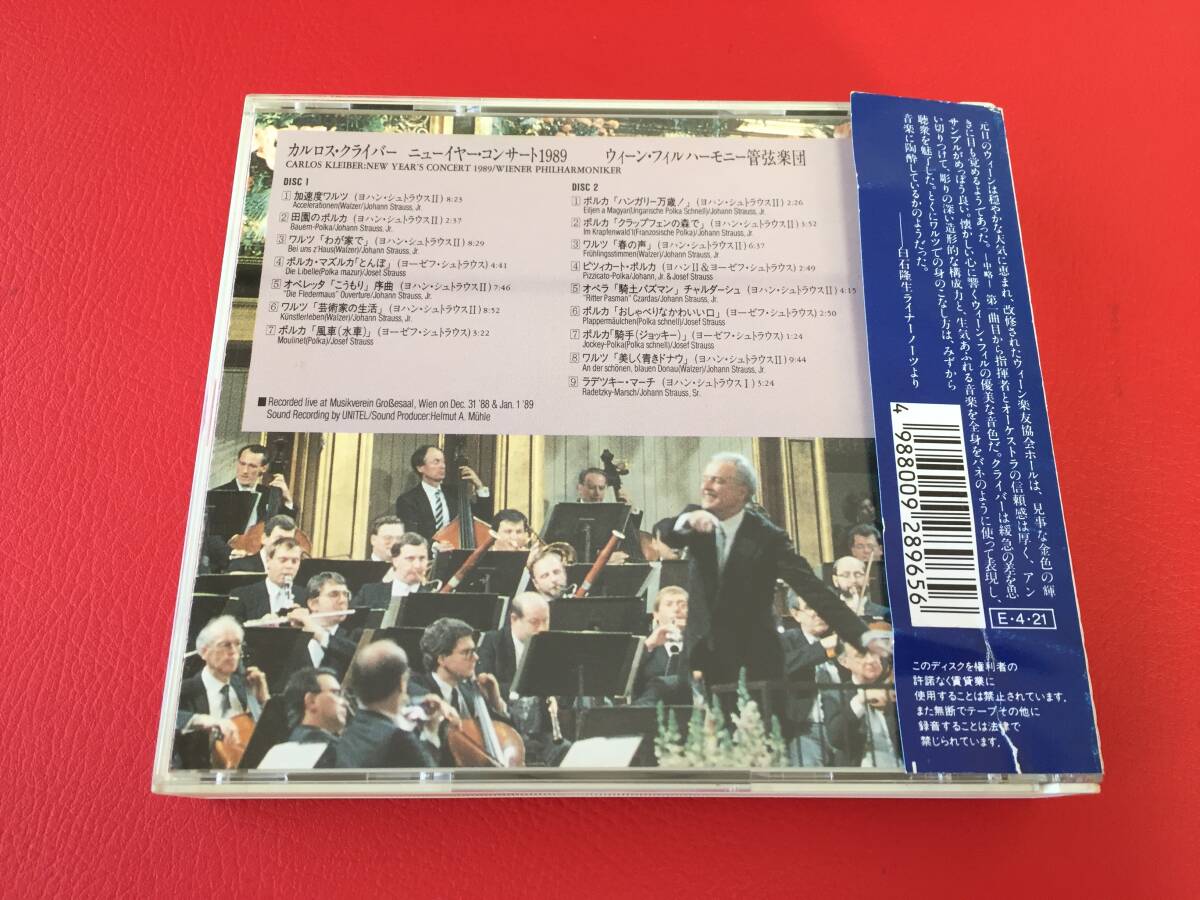 カルロス・クライバー ニューイヤー・コンサート1989 ウィーン・フィルハーモニー管弦楽団
CARLOS KLEIBER:NEW YEAR'S CONCERT 1989/WIENER PHILHARMONIKER
DISC 1
1 加速度ワルツ (ヨハン・シュトラウスII) 8:23
Accelerationen(Walzer)/Johann Strauss, Jr.
2 田園のポルカ (ヨハン・シュトラウスII) 2:37
Bauern-Polka/Johann Strauss, Jr.
3 ワルツ「わが家で」(ヨハン・シュトラウスII) 8:29
Bei uns z'Haus(Walzer)/Johann Strauss, Jr.
4 ポルカ・マズルカ「とんぼ」(ヨーゼフ・シュトラウス) 4:41
Die Libelle(Polka mazur)/Josef Strauss
5 オペレッタ「こうもり」序曲 (ヨハン・シュトラウスII) 7:46
"Die Fledermaus" Ouverture/Johann Strauss, Jr.
6 ワルツ「芸術家の生活」(ヨハン・シュトラウスII) 8:52
Künstlerleben(Walzer)/Johann Strauss, Jr.
7 ポルカ「風車(水車)」(ヨーゼフ・シュトラウス) 3:22
Moulinet(Polka)/Josef Strauss
■Recorded live at Musikverein Großesaal, Wien on Dec. 31 '88 & Jan. 1 '89
Sound Recording by UNITEL/Sound Producer:Helmut A. Mühle
DISC 2
1 ポルカ「ハンガリー万歳!」(ヨハン・シュトラウスII) 2:26
Eljen a Magyar(Ungarische Polka Schnell)/Johann Strauss, Jr.
2 ポルカ「クラップフェンの森で」(ヨハン・シュトラウスII) 3:52
Im Krapfenwald'l(Französische Polka)/Johann Strauss, Jr.
3 ワルツ「春の声」(ヨハン・シュトラウスII) 6:37
Frühlingsstimmen(Walzer)/Johann Strauss, Jr.
4 ピツィカート・ポルカ (ヨハンII&ヨーゼフ・シュトラウス) 2:49
Pizzicato-Polka/Johann, Jr. & Josef Strauss
5 オペラ「騎士パズマン」チャルダーシュ (ヨハン・シュトラウスII) 4:15
"Ritter Pasman" Czardas/Johann Strauss, Jr.
6 ポルカ「おしゃべりなかわいい口」(ヨーゼフ・シュトラウス) 2:50
Plappermäulchen(Polka schnell)/Josef Strauss
7 ポルカ「騎手(ジョッキー)」(ヨーゼフ・シュトラウス) 1:24
Jockey-Polka(Polka schnell)/Josef Strauss
8 ワルツ「美しく青きドナウ」(ヨハン・シュトラウスII) 9:44
An der schönen, blauen Donau(Walzer)/Johann Strauss, Jr.
9 ラデツキー・マーチ (ヨハン・シュトラウスI) 3:24
Radetzky-Marsch/Johann Strauss, Sr.
元日のウィーンは穏やかな天気に恵まれ、改修されたウィーン楽友協会ホールは、見事な金色の輝
きに目も覚めるようであった。―中略― 第一曲目から指揮者とオーケストラの信頼感は厚く、アン
サンブルがめっぽう良い。懐かしい心に響くウィーン・フィルの優美な音色だ。クライバーは緩急の差を思
い切りつけて、彫りの深い造形的な構成力と、生気あふれる音楽を全身をバネのように使って表現し、
聴衆を魅了した。とくにワルツでの身のこなし方は、みずから
音楽に陶酔しているかのようだった。
――白石隆生ライナーノーツより
4 988009 289656
E・4・21
このディスクを権利者の
許諾なく賃貸業に
使用することは禁止されています。
また無断でテープその他に
録音することは法律で
禁じられています。